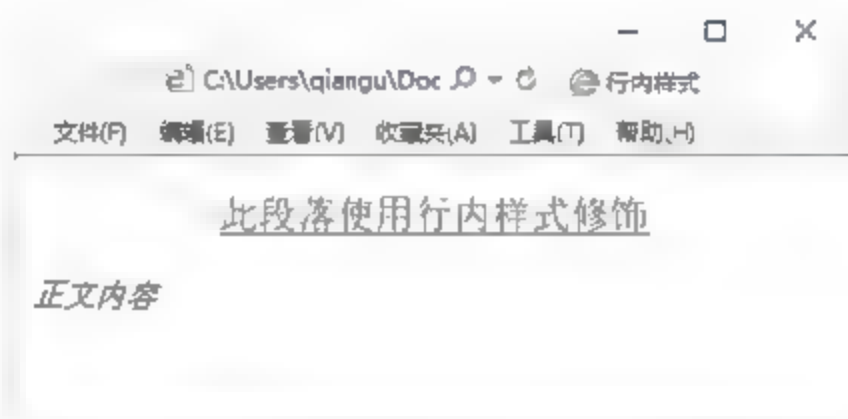 C:\Users\qiangu\Doc 行内样式
文件(F) 编辑(E) 查看(V) 收藏夹(A) 工具(T) 帮助(H)
此段落使用行内样式修饰
正文内容